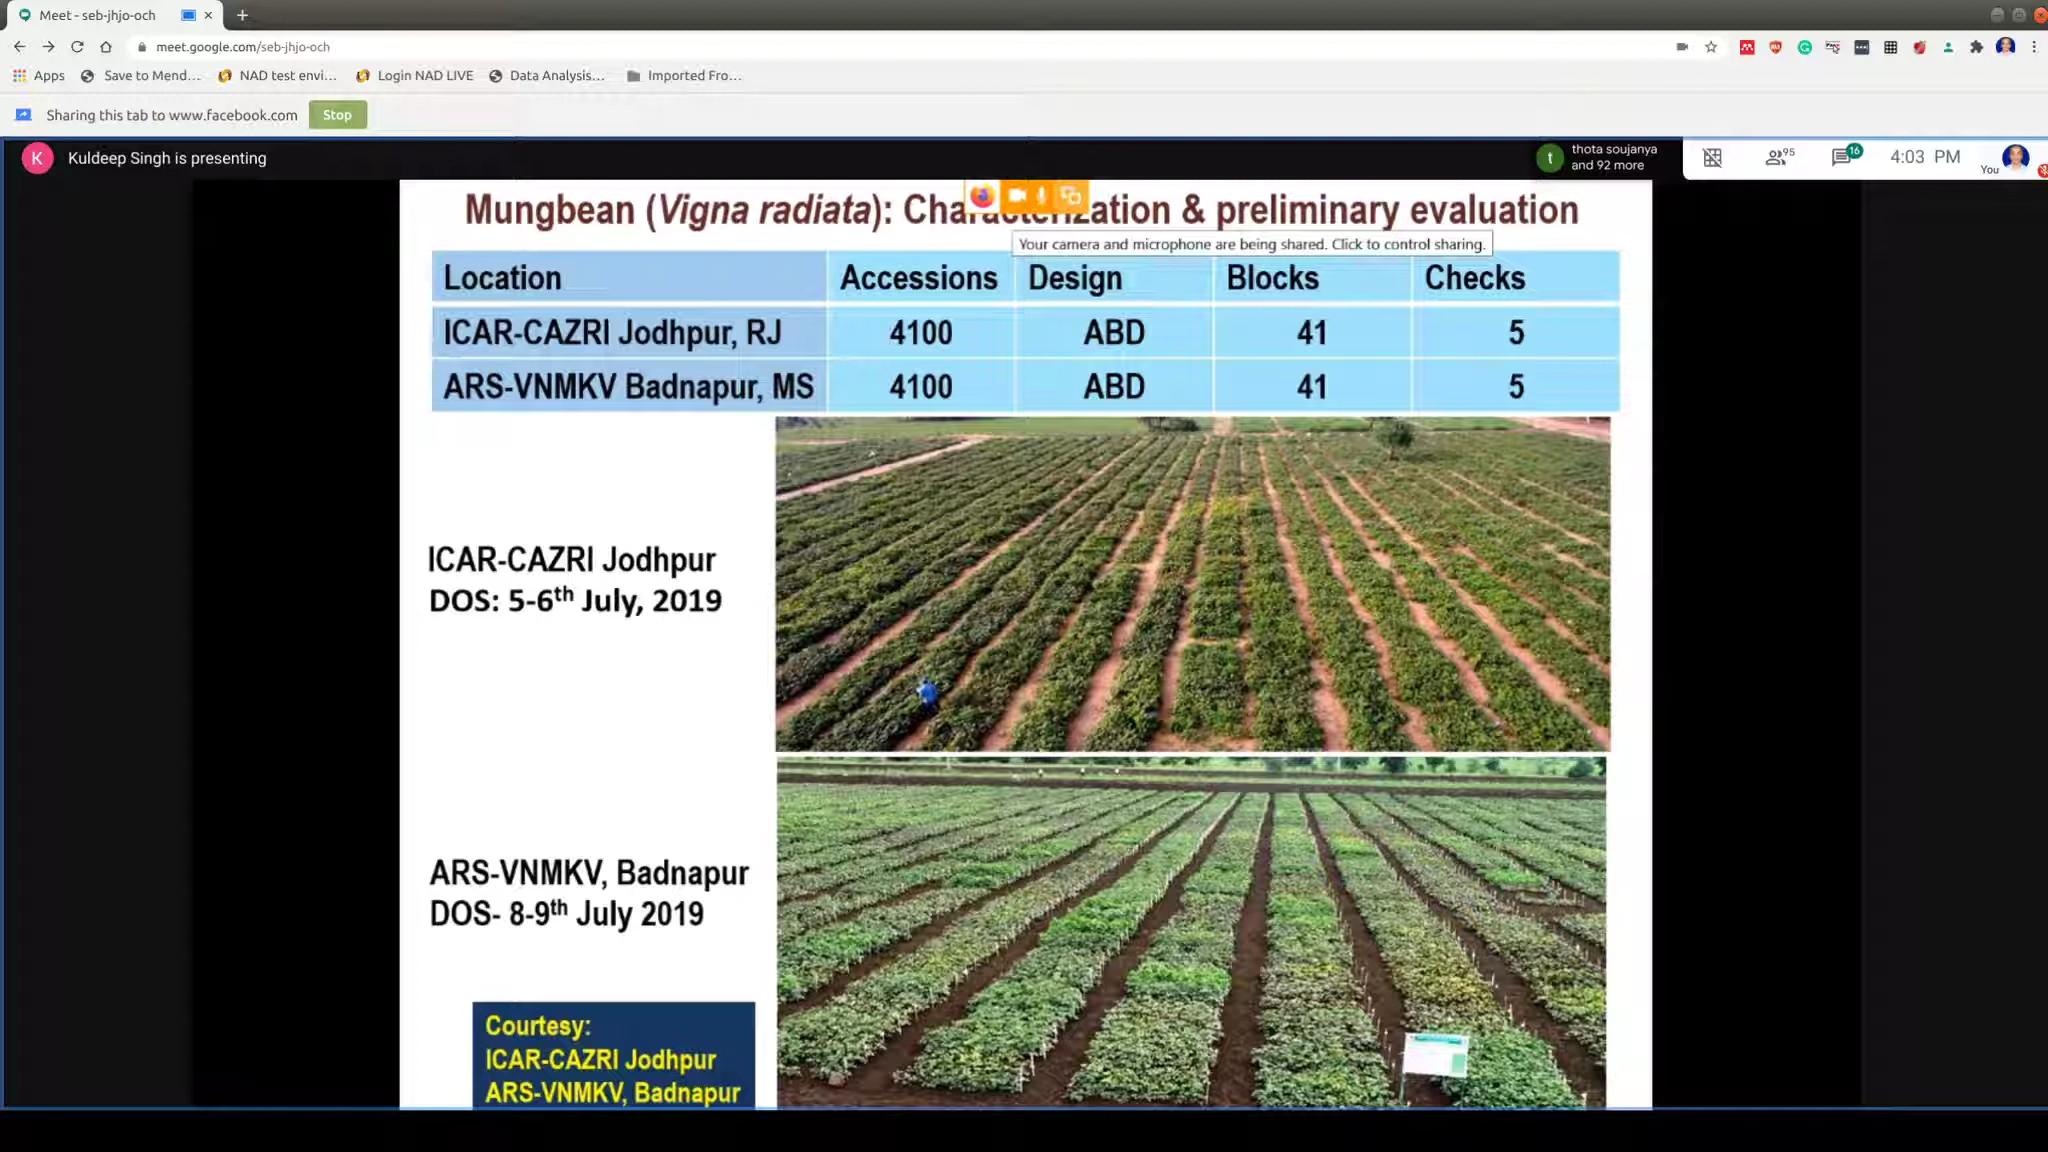 Meet - seb-jhjo-och
meet.google.com/seb-jhjo-och
Apps Save to Mend... NAD test envi... Login NAD LIVE Data Analysis... Imported Fro...
Sharing this tab to www.facebook.com Stop
K Kuldeep Singh is presenting
t thota soujanya
and 92 more
95 16 4:03 PM You
Mungbean (Vigna radiata): Characterization & preliminary evaluation
Your camera and microphone are being shared. Click to control sharing.
Location Accessions Design Blocks Checks
ICAR-CAZRI Jodhpur, RJ 4100 ABD 41 5
ARS-VNMKV Badnapur, MS 4100 ABD 41 5
ICAR-CAZRI Jodhpur
DOS: 5-6th July, 2019
ARS-VNMKV, Badnapur
DOS- 8-9th July 2019
Courtesy:
ICAR-CAZRI Jodhpur
ARS-VNMKV, Badnapur